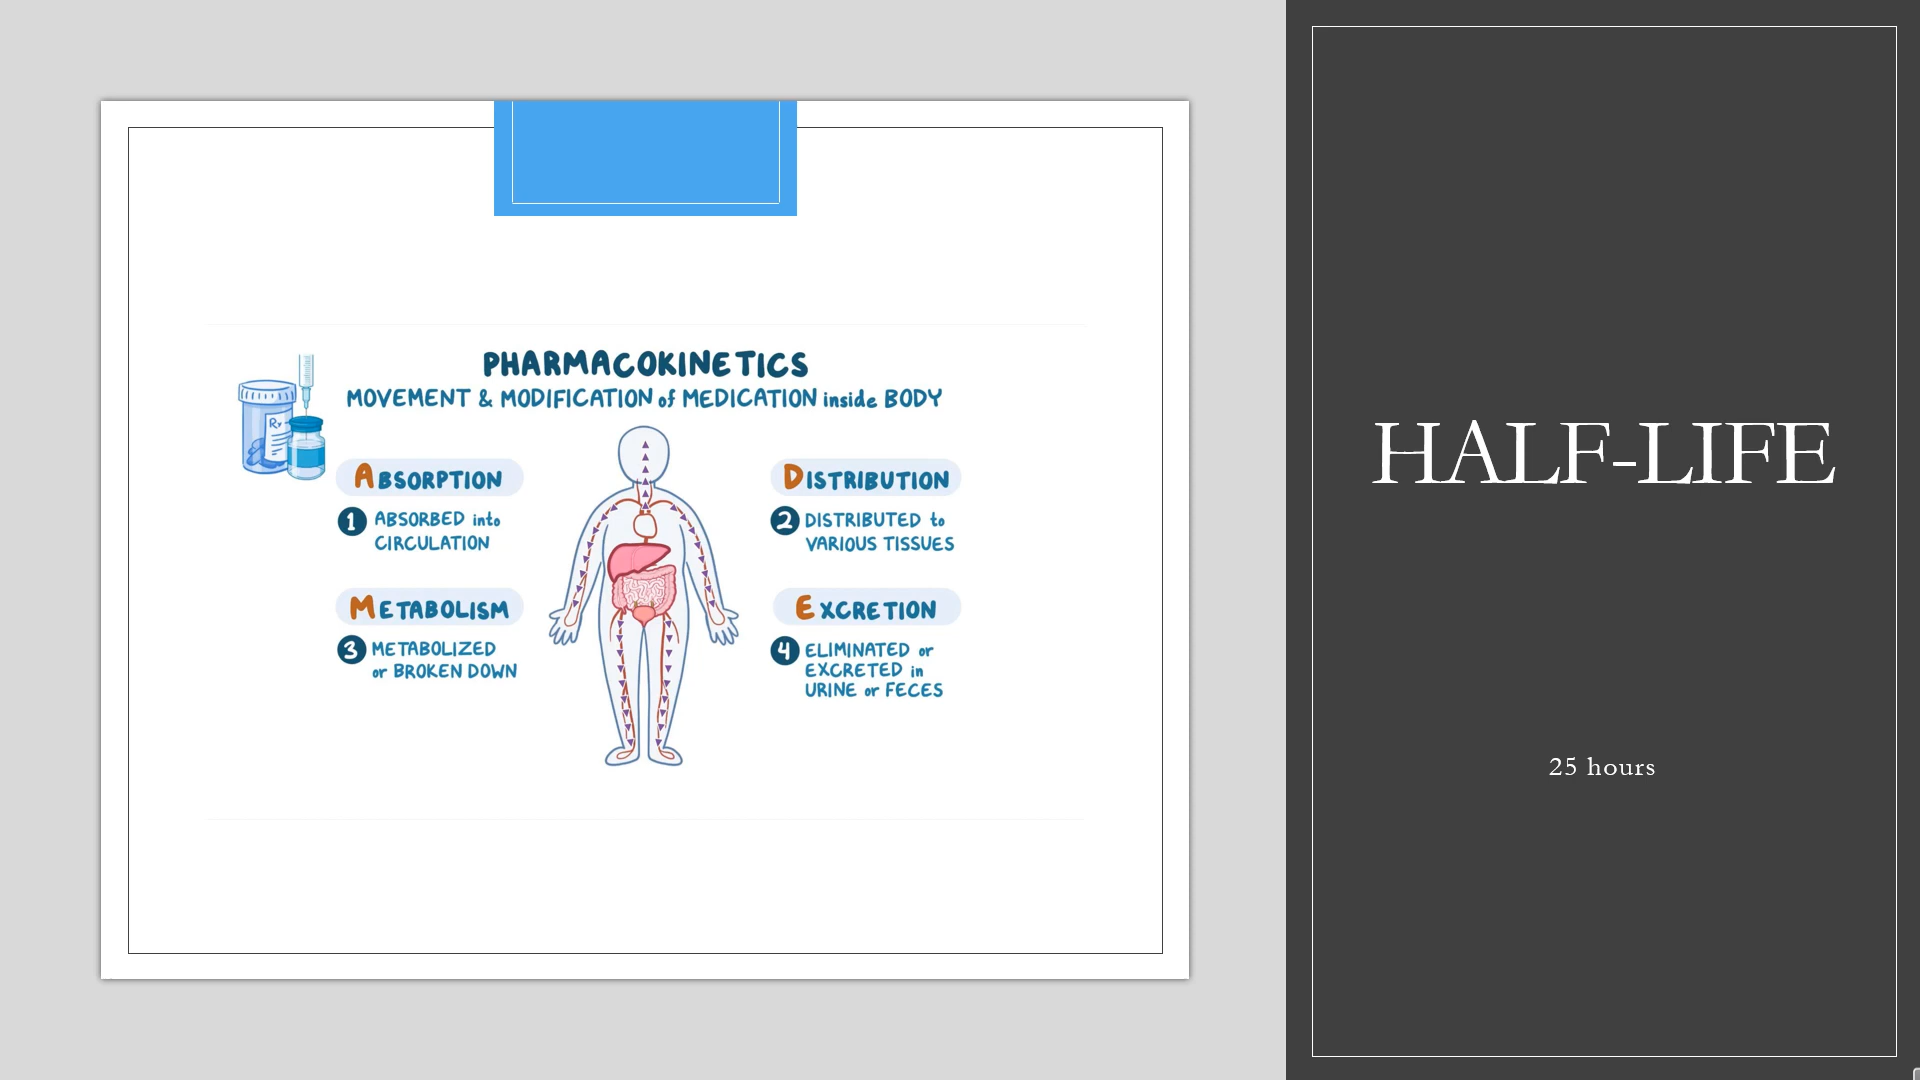 PHARMACOKINETICS
MOVEMENT & MODIFICATION of MEDICATION inside BODY
Rx
ABSORPTION
1 ABSORBED into
CIRCULATION
DISTRIBUTION
2 DISTRIBUTED to
VARIOUS TISSUES
METABOLISM
3 METABOLIZED
or BROKEN DOWN
EXCRETION
4 ELIMINATED or
EXCRETED in
URINE or FECES
HALF-LIFE
25 hours